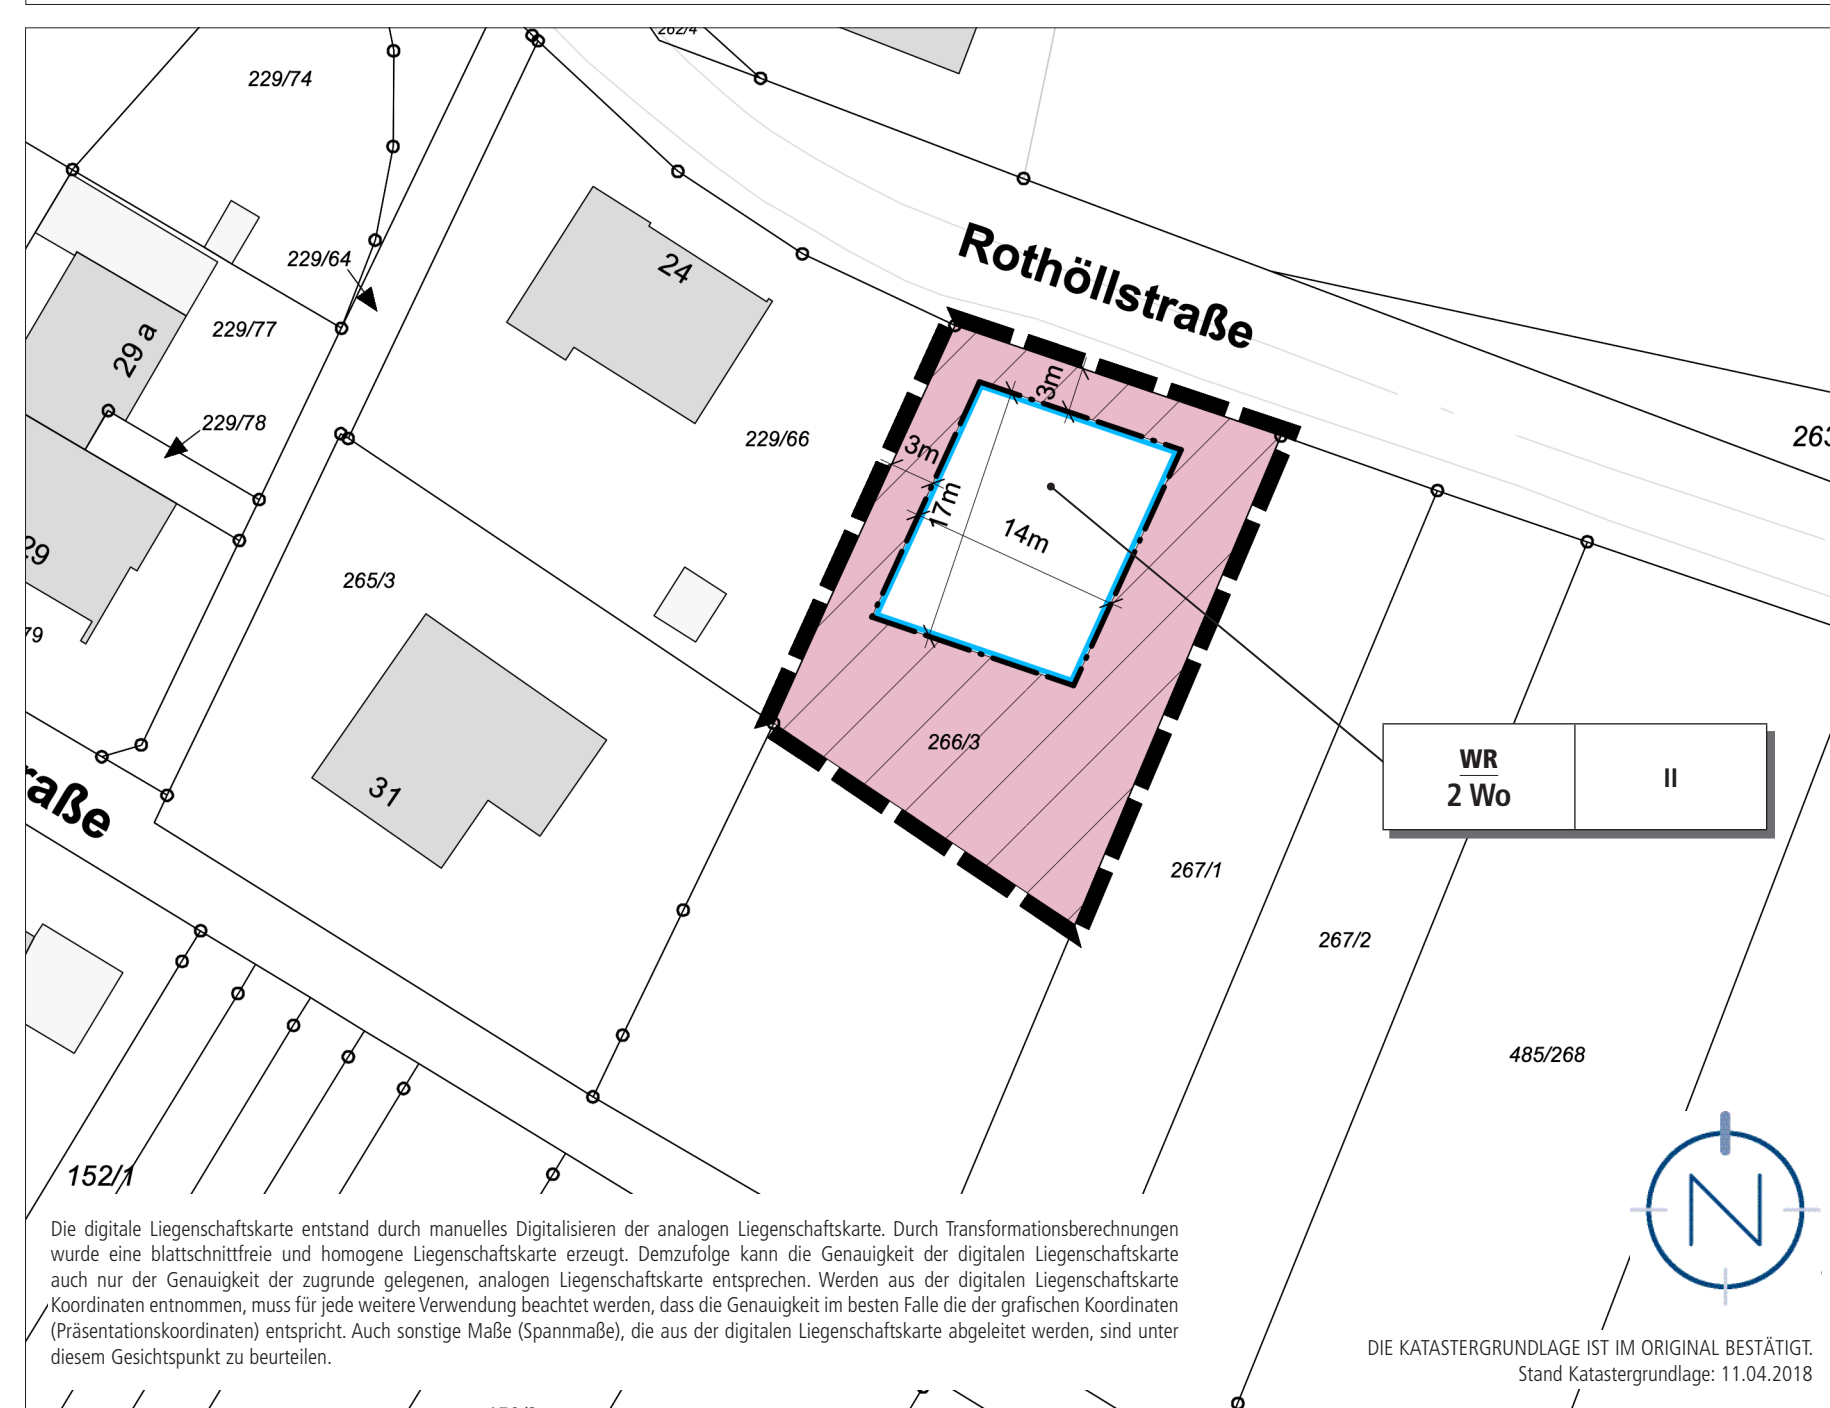 262/4
229/74
Rothöllstraße
24
229/64
229/77
29 a
229/78
229/66
263
3m
3m
17m
14m
29
265/3
79
266/3
31
raße
WR
2 Wo
II
267/1
267/2
485/268
152/1
N
Die digitale Liegenschaftskarte entstand durch manuelles Digitalisieren der analogen Liegenschaftskarte. Durch Transformationsberechnungen
wurde eine blattschnittfreie und homogene Liegenschaftskarte erzeugt. Demzufolge kann die Genauigkeit der digitalen Liegenschaftskarte
auch nur der Genauigkeit der zugrunde gelegenen, analogen Liegenschaftskarte entsprechen. Werden aus der digitalen Liegenschaftskarte
Koordinaten entnommen, muss für jede weitere Verwendung beachtet werden, dass die Genauigkeit im besten Falle die der grafischen Koordinaten
(Präsentationskoordinaten) entspricht. Auch sonstige Maße (Spannmaße), die aus der digitalen Liegenschaftskarte abgeleitet werden, sind unter
diesem Gesichtspunkt zu beurteilen.
DIE KATASTERGRUNDLAGE IST IM ORIGINAL BESTÄTIGT.
Stand Katastergrundlage: 11.04.2018